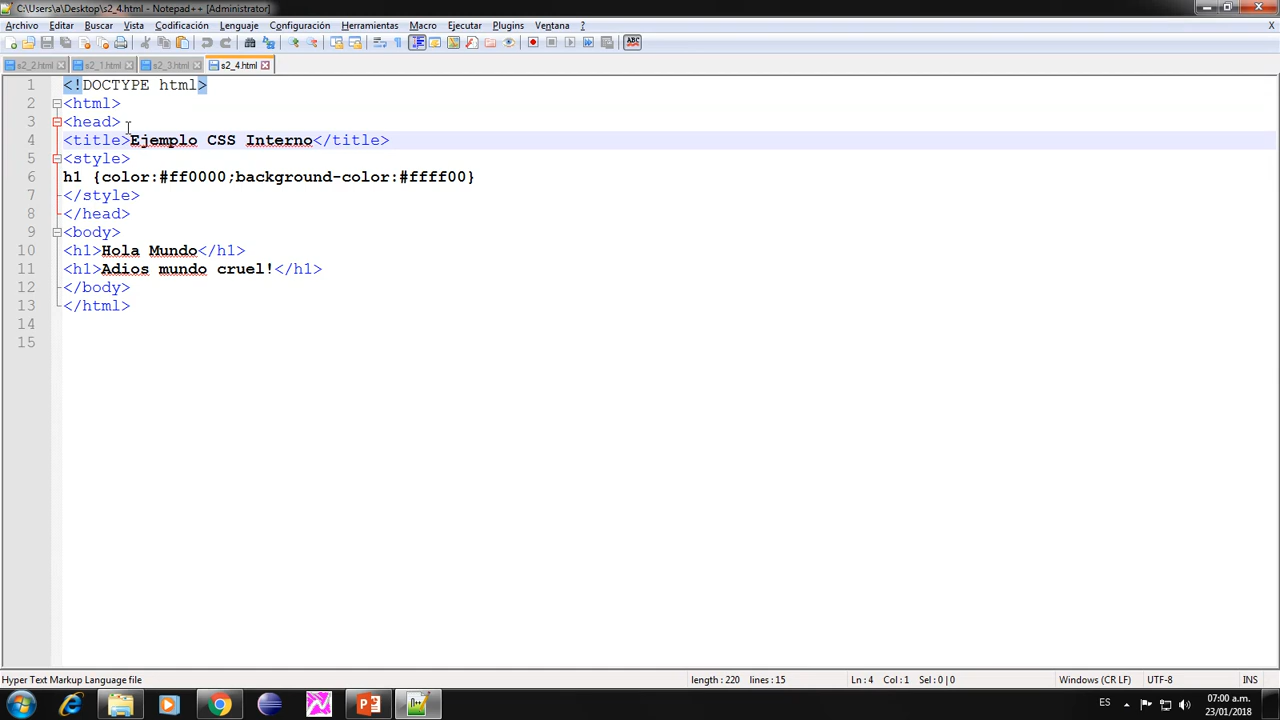 C:\Users\a\Desktop\s2_4.html - Notepad++ [Administrator]
Archivo Editar Buscar Vista Codificación Lenguaje Configuración Herramientas Macro Ejecutar Plugins Ventana ? X
ABC
s2_2.html s2_1.html s2_3.html s2_4.html
1 <!DOCTYPE html>
2 <html>
3 <head>
4 <title>Ejemplo CSS Interno</title>
5 <style>
6 h1 {color:#ff0000;background-color:#ffff00}
7 </style>
8 </head>
9 <body>
10 <h1>Hola Mundo</h1>
11 <h1>Adios mundo cruel!</h1>
12 </body>
13 </html>
14
15
Hyper Text Markup Language file length : 220 lines : 15 Ln : 4 Col : 1 Sel : 0 | 0 Windows (CR LF) UTF-8 INS
ES 07:00 a.m.
23/01/2018